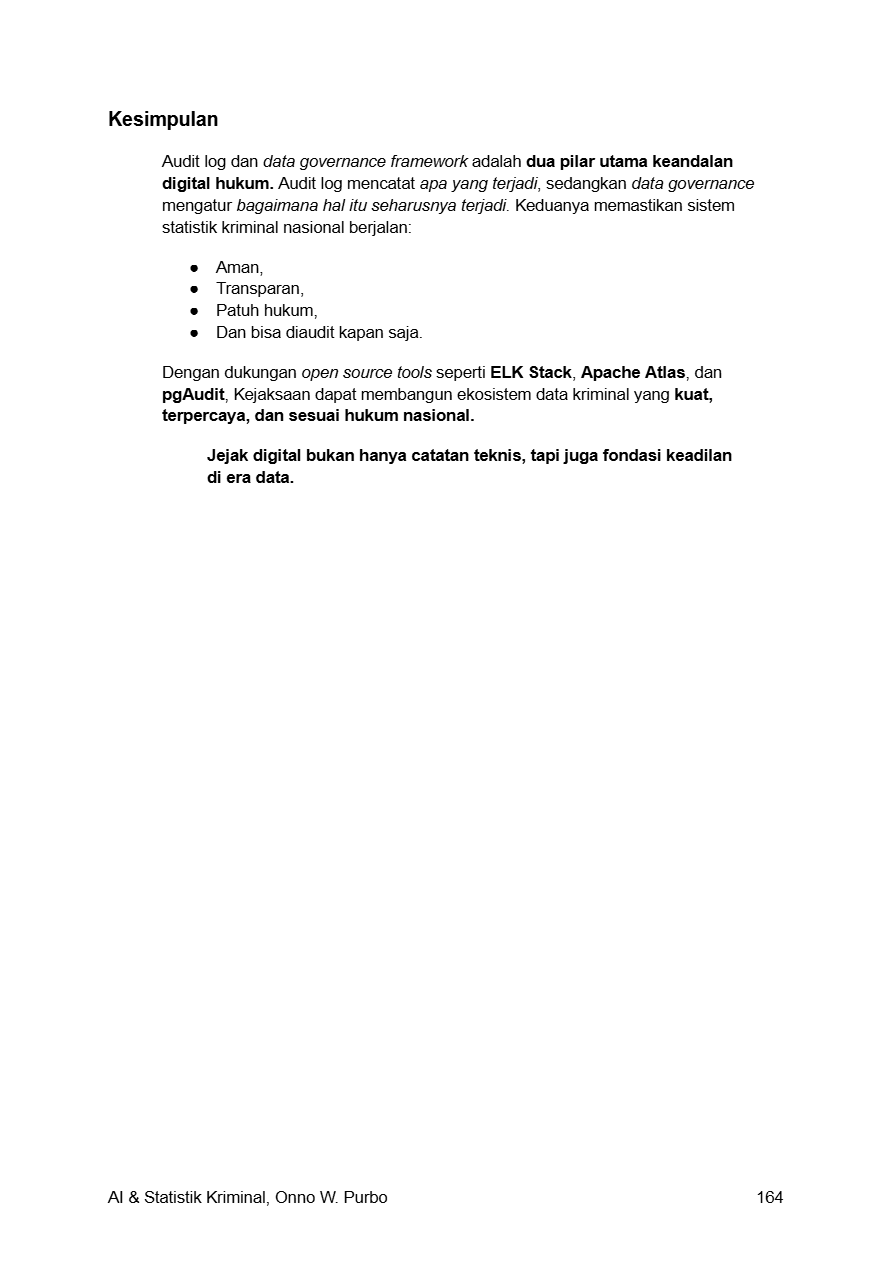 Kesimpulan
Audit log dan data governance framework adalah dua pilar utama keandalan
digital hukum. Audit log mencatat apa yang terjadi, sedangkan data governance
mengatur bagaimana hal itu seharusnya terjadi. Keduanya memastikan sistem
statistik kriminal nasional berjalan:
● Aman,
● Transparan,
● Patuh hukum,
● Dan bisa diaudit kapan saja.
Dengan dukungan open source tools seperti ELK Stack, Apache Atlas, dan
pgAudit, Kejaksaan dapat membangun ekosistem data kriminal yang kuat,
terpercaya, dan sesuai hukum nasional.
Jejak digital bukan hanya catatan teknis, tapi juga fondasi keadilan
di era data.
AI & Statistik Kriminal, Onno W. Purbo 164